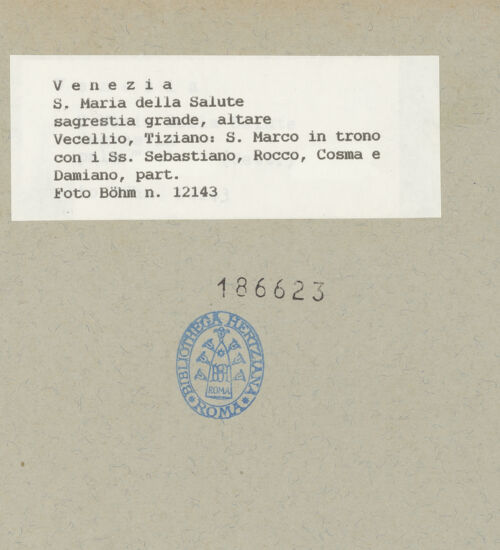 V e n e z i a
S. Maria della Salute
sagrestia grande, altare
Vecellio, Tiziano: S. Marco in trono
con i Ss. Sebastiano, Rocco, Cosma e
Damiano, part.
Foto Böhm n. 12143
186623
BIBLIOTHECA HERTZIANA
BH
ROMA
* ROMA *